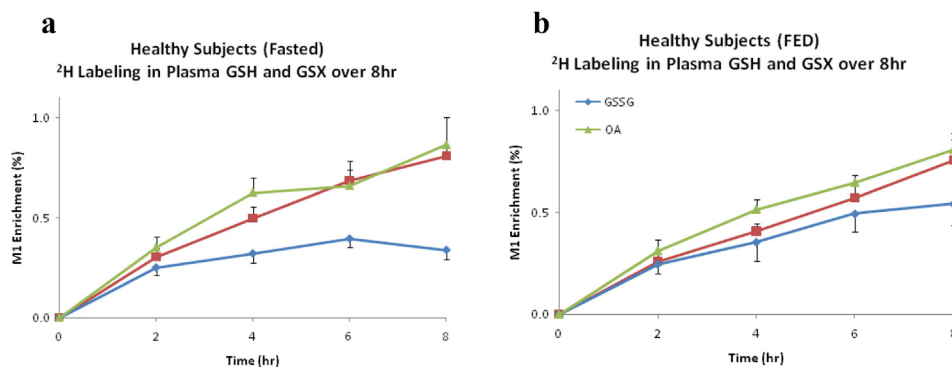 a
Healthy Subjects (Fasted)
²H Labeling in Plasma GSH and GSX over 8hr
1.0
0.5
0.0
M1 Enrichment (%)
0 2 4 6 8
Time (hr)
b
Healthy Subjects (FED)
²H Labeling in Plasma GSH and GSX over 8hr
GSSG
OA
1.0
0.5
0.0
M1 Enrichment (%)
0 2 4 6 8
Time (hr)